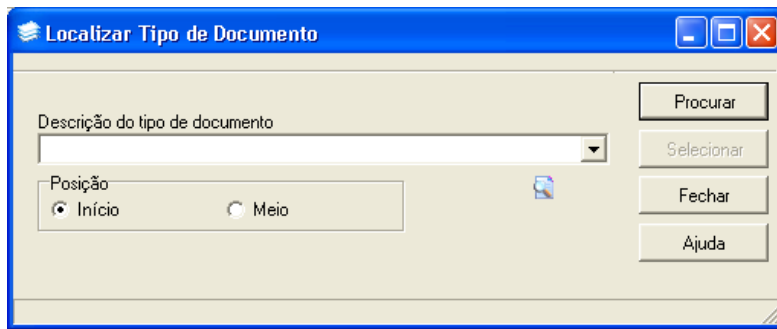 Localizar Tipo de Documento
Procurar
Descrição do tipo de documento
Selecionar
Posição
Início
Meio
Fechar
Ajuda